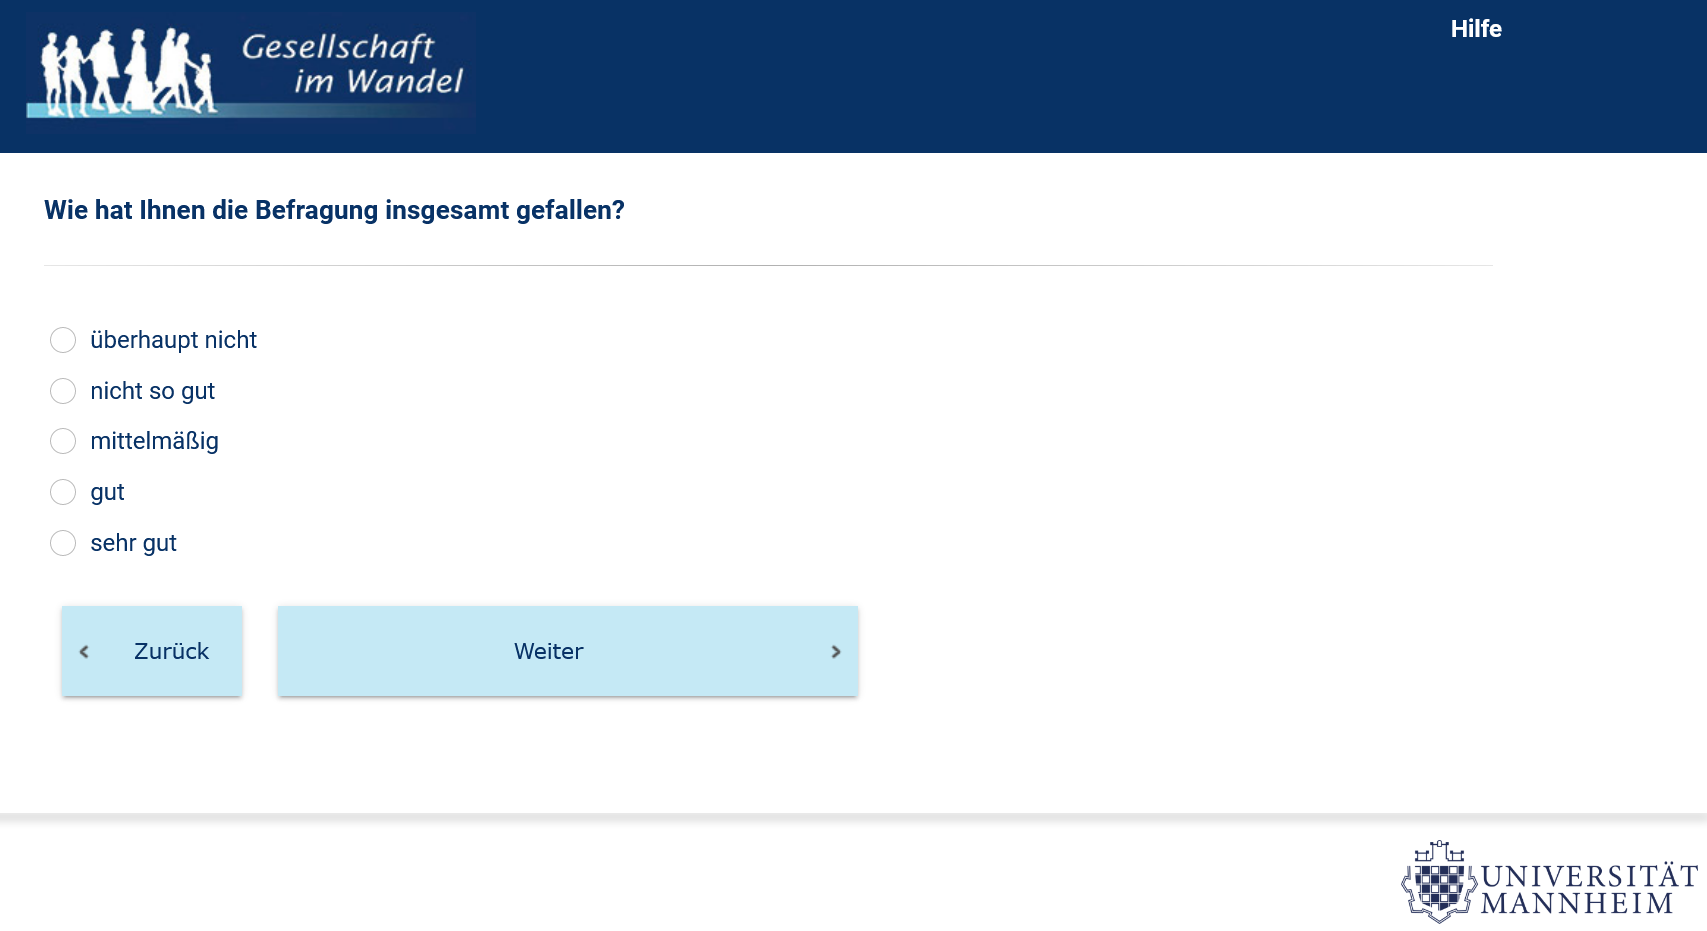 Gesellschaft
im Wandel
Hilfe
Wie hat Ihnen die Befragung insgesamt gefallen?
überhaupt nicht
nicht so gut
mittelmäßig
gut
sehr gut
Zurück
Weiter
UNIVERSITÄT
MANNHEIM